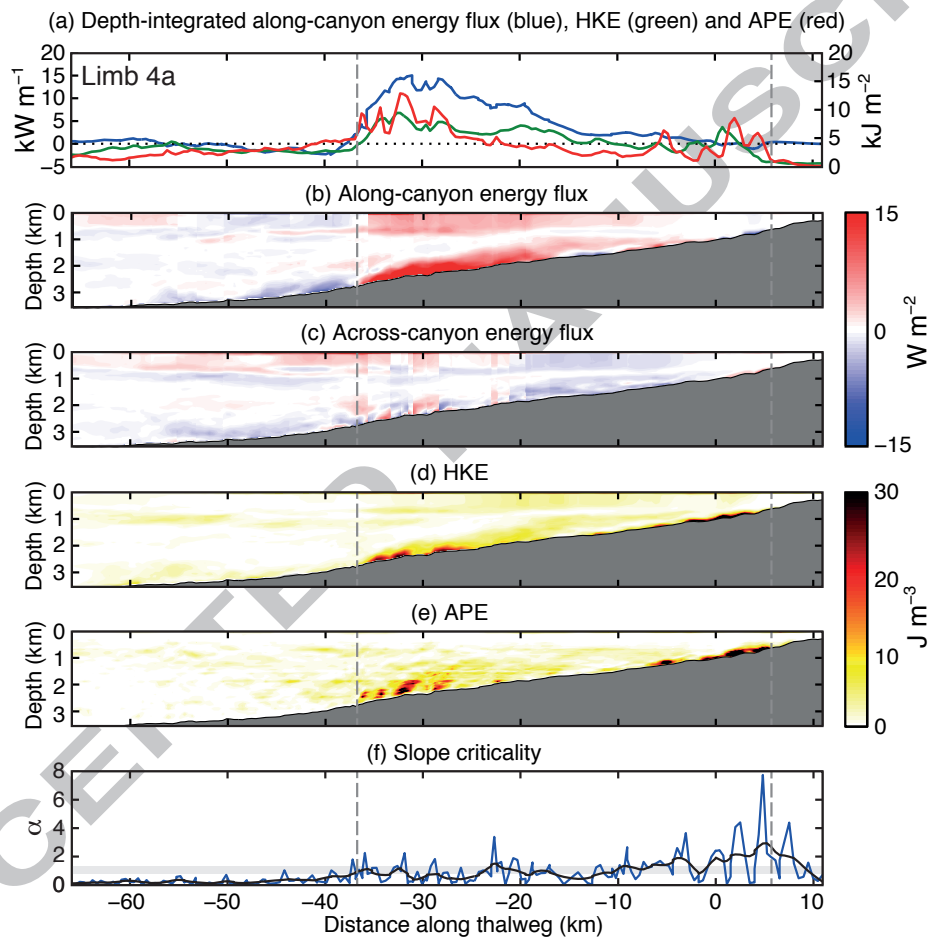 (a) Depth-integrated along-canyon energy flux (blue), HKE (green) and APE (red)
Limb 4a
20
15
10
5
0
−5
kW m⁻¹
20
15
10
5
0
kJ m⁻²
(b) Along-canyon energy flux
0
1
2
3
Depth (km)
15
0
−15
W m⁻²
(c) Across-canyon energy flux
0
1
2
3
Depth (km)
(d) HKE
0
1
2
3
Depth (km)
30
20
10
0
J m⁻³
(e) APE
0
1
2
3
Depth (km)
(f) Slope criticality
8
6
4
2
0
α
−60 −50 −40 −30 −20 −10 0 10
Distance along thalweg (km)
CEPTED MANUSC